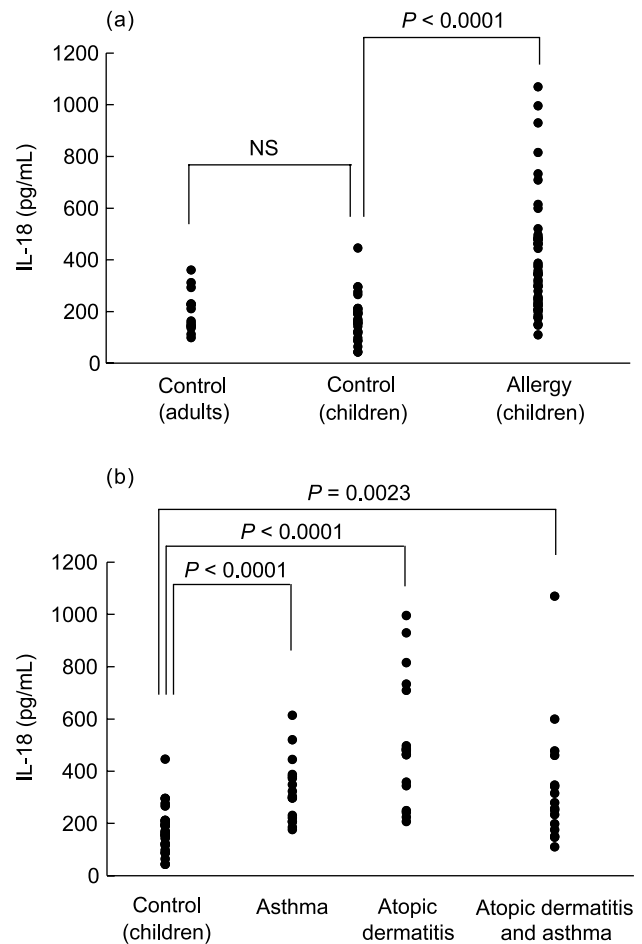 (a)
P < 0.0001
NS
IL-18 (pg/mL)
1200
1000
800
600
400
200
0
Control
(adults)
Control
(children)
Allergy
(children)
(b)
P = 0.0023
P < 0.0001
P < 0.0001
IL-18 (pg/mL)
1200
1000
800
600
400
200
0
Control
(children)
Asthma
Atopic
dermatitis
Atopic dermatitis
and asthma